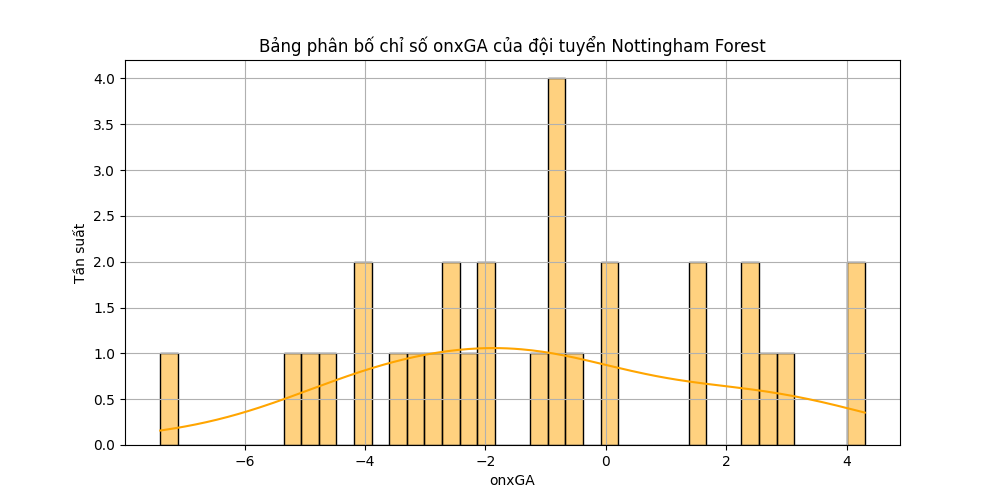 Bảng phân bố chỉ số onxGA của đội tuyển Nottingham Forest
Tần suất
4.0
3.5
3.0
2.5
2.0
1.5
1.0
0.5
0.0
−6 −4 −2 0 2 4
onxGA